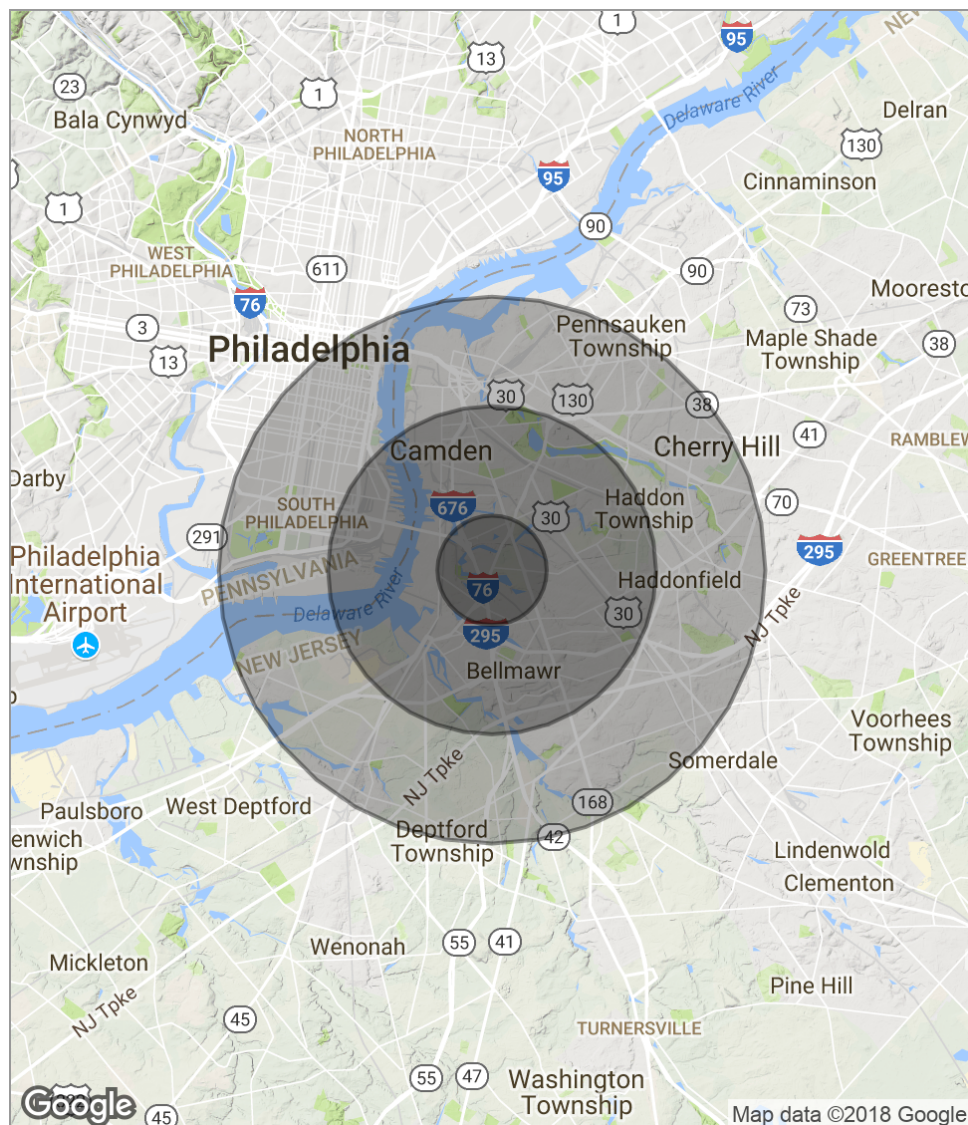 1
95
13
NEW
23
1
Delaware River
Bala Cynwyd
Delran
NORTH
PHILADELPHIA
130
95
Cinnaminson
1
90
WEST
PHILADELPHIA
611
90
76
Mooresto
73
3
Pennsauken
Township
Maple Shade
Township
38
Philadelphia
13
30
130
38
Camden
Cherry Hill
41
RAMBLEW
Darby
676
Haddon
Township
70
SOUTH
PHILADELPHIA
30
291
295
Philadelphia
International
Airport
PENNSYLVANIA
GREENTREE
76
Haddonfield
Delaware River
30
NJ Tpke
295
NEW JERSEY
Bellmawr
Voorhees
Township
Somerdale
NJ Tpke
168
Paulsboro
West Deptford
Deptford
Township
42
enwich
wnship
Lindenwold
Clementon
Wenonah
55
41
Mickleton
Pine Hill
NJ Tpke
45
TURNERSVILLE
55
47
Washington
Township
Google
45
Map data ©2018 Google